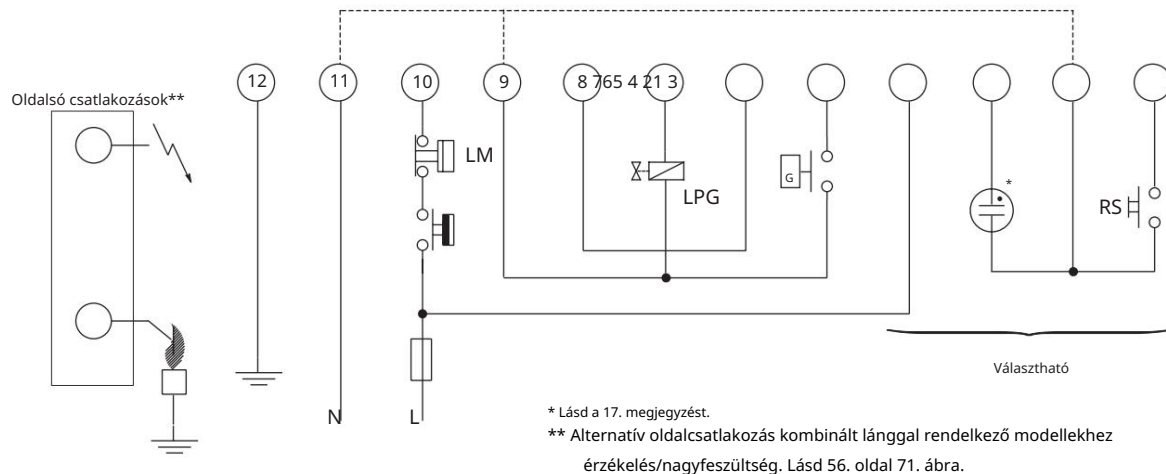 12 11 10 9 8 765 4 21 3
Oldalsó csatlakozások**
LM
G
*
LPG
RS
Választható
N L
* Lásd a 17. megjegyzést.
** Alternatív oldalcsatlakozás kombinált lánggal rendelkező modellekhez
érzékelés/nagyfeszültség. Lásd 56. oldal 71. ábra.